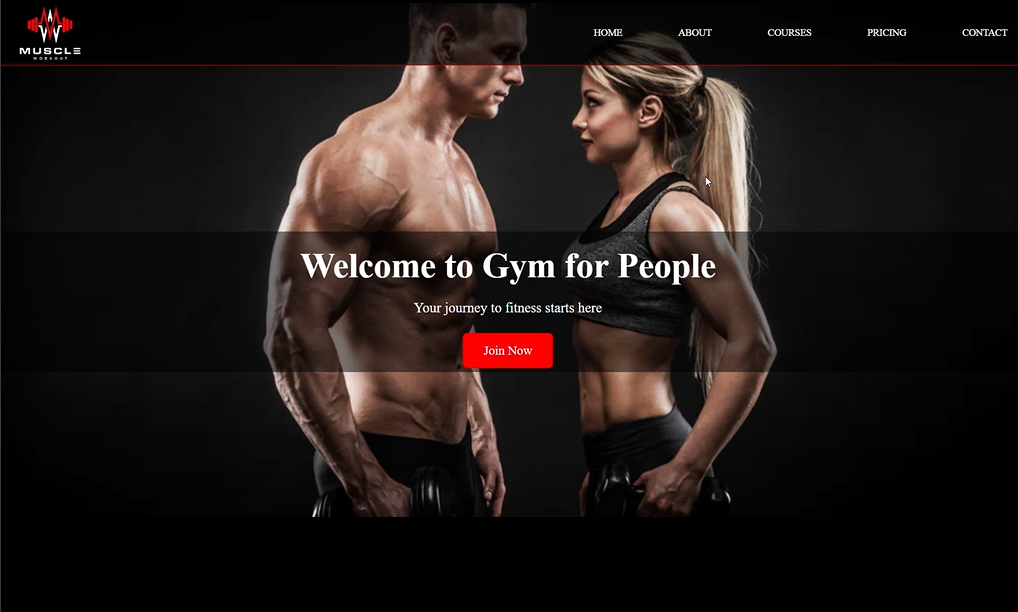 MUSCLE
WORKOUT
HOME ABOUT COURSES PRICING CONTACT
Welcome to Gym for People
Your journey to fitness starts here
Join Now